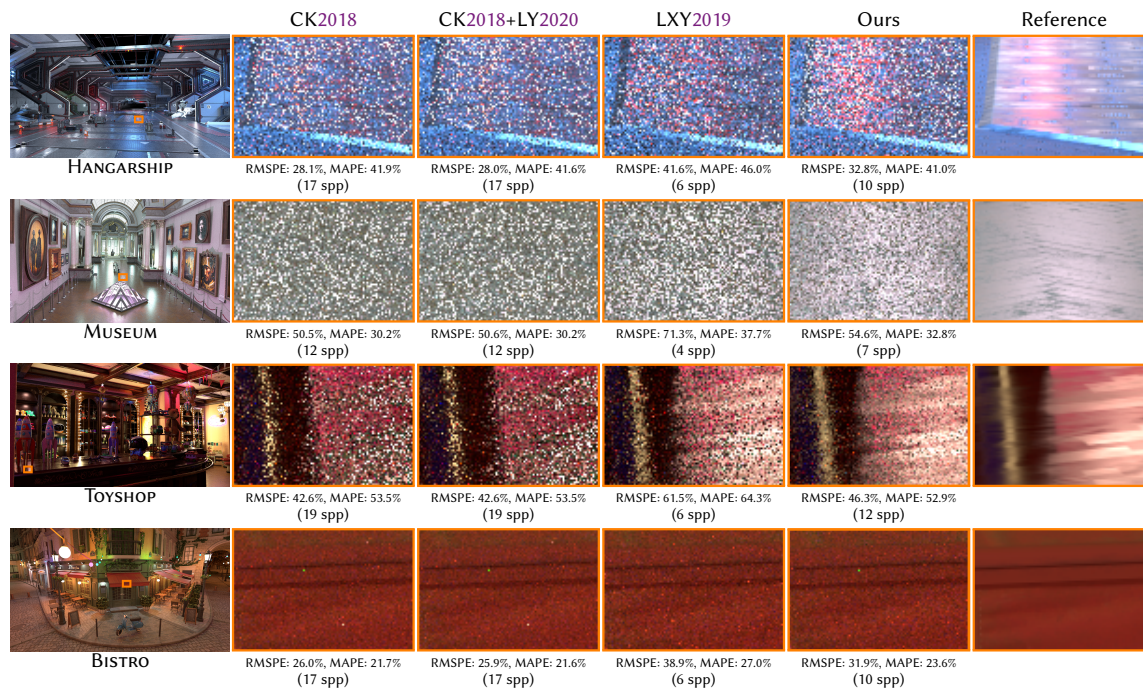 CK2018 CK2018+LY2020 LXY2019 Ours Reference
HANGARSHIP
RMSPE: 28.1%, MAPE: 41.9% RMSPE: 28.0%, MAPE: 41.6% RMSPE: 41.6%, MAPE: 46.0% RMSPE: 32.8%, MAPE: 41.0%
(17 spp) (17 spp) (6 spp) (10 spp)
MUSEUM
RMSPE: 50.5%, MAPE: 30.2% RMSPE: 50.6%, MAPE: 30.2% RMSPE: 71.3%, MAPE: 37.7% RMSPE: 54.6%, MAPE: 32.8%
(12 spp) (12 spp) (4 spp) (7 spp)
TOYSHOP
RMSPE: 42.6%, MAPE: 53.5% RMSPE: 42.6%, MAPE: 53.5% RMSPE: 61.5%, MAPE: 64.3% RMSPE: 46.3%, MAPE: 52.9%
(19 spp) (19 spp) (6 spp) (12 spp)
BISTRO
RMSPE: 26.0%, MAPE: 21.7% RMSPE: 25.9%, MAPE: 21.6% RMSPE: 38.9%, MAPE: 27.0% RMSPE: 31.9%, MAPE: 23.6%
(17 spp) (17 spp) (6 spp) (10 spp)